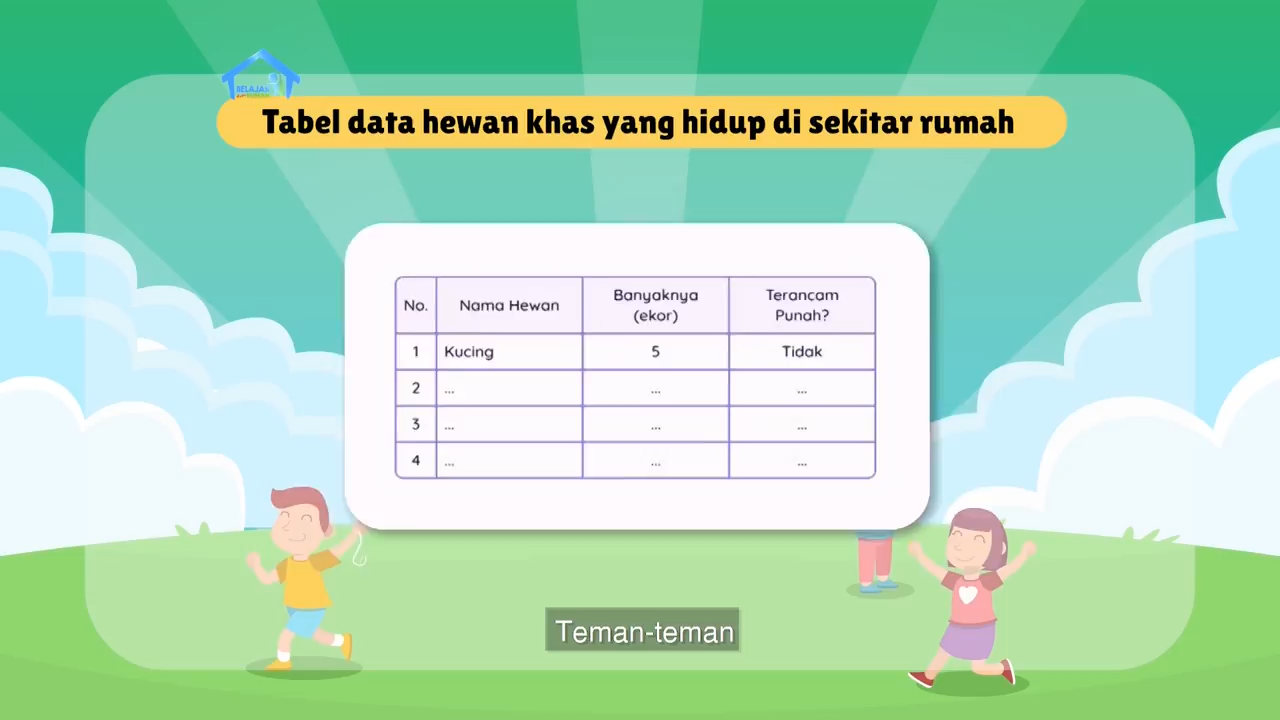 BELAJAR
Tabel data hewan khas yang hidup di sekitar rumah
No. Nama Hewan Banyaknya (ekor) Terancam Punah?
1 Kucing 5 Tidak
2 ... ... ...
3 ... ... ...
4 ... ... ...
Teman-teman